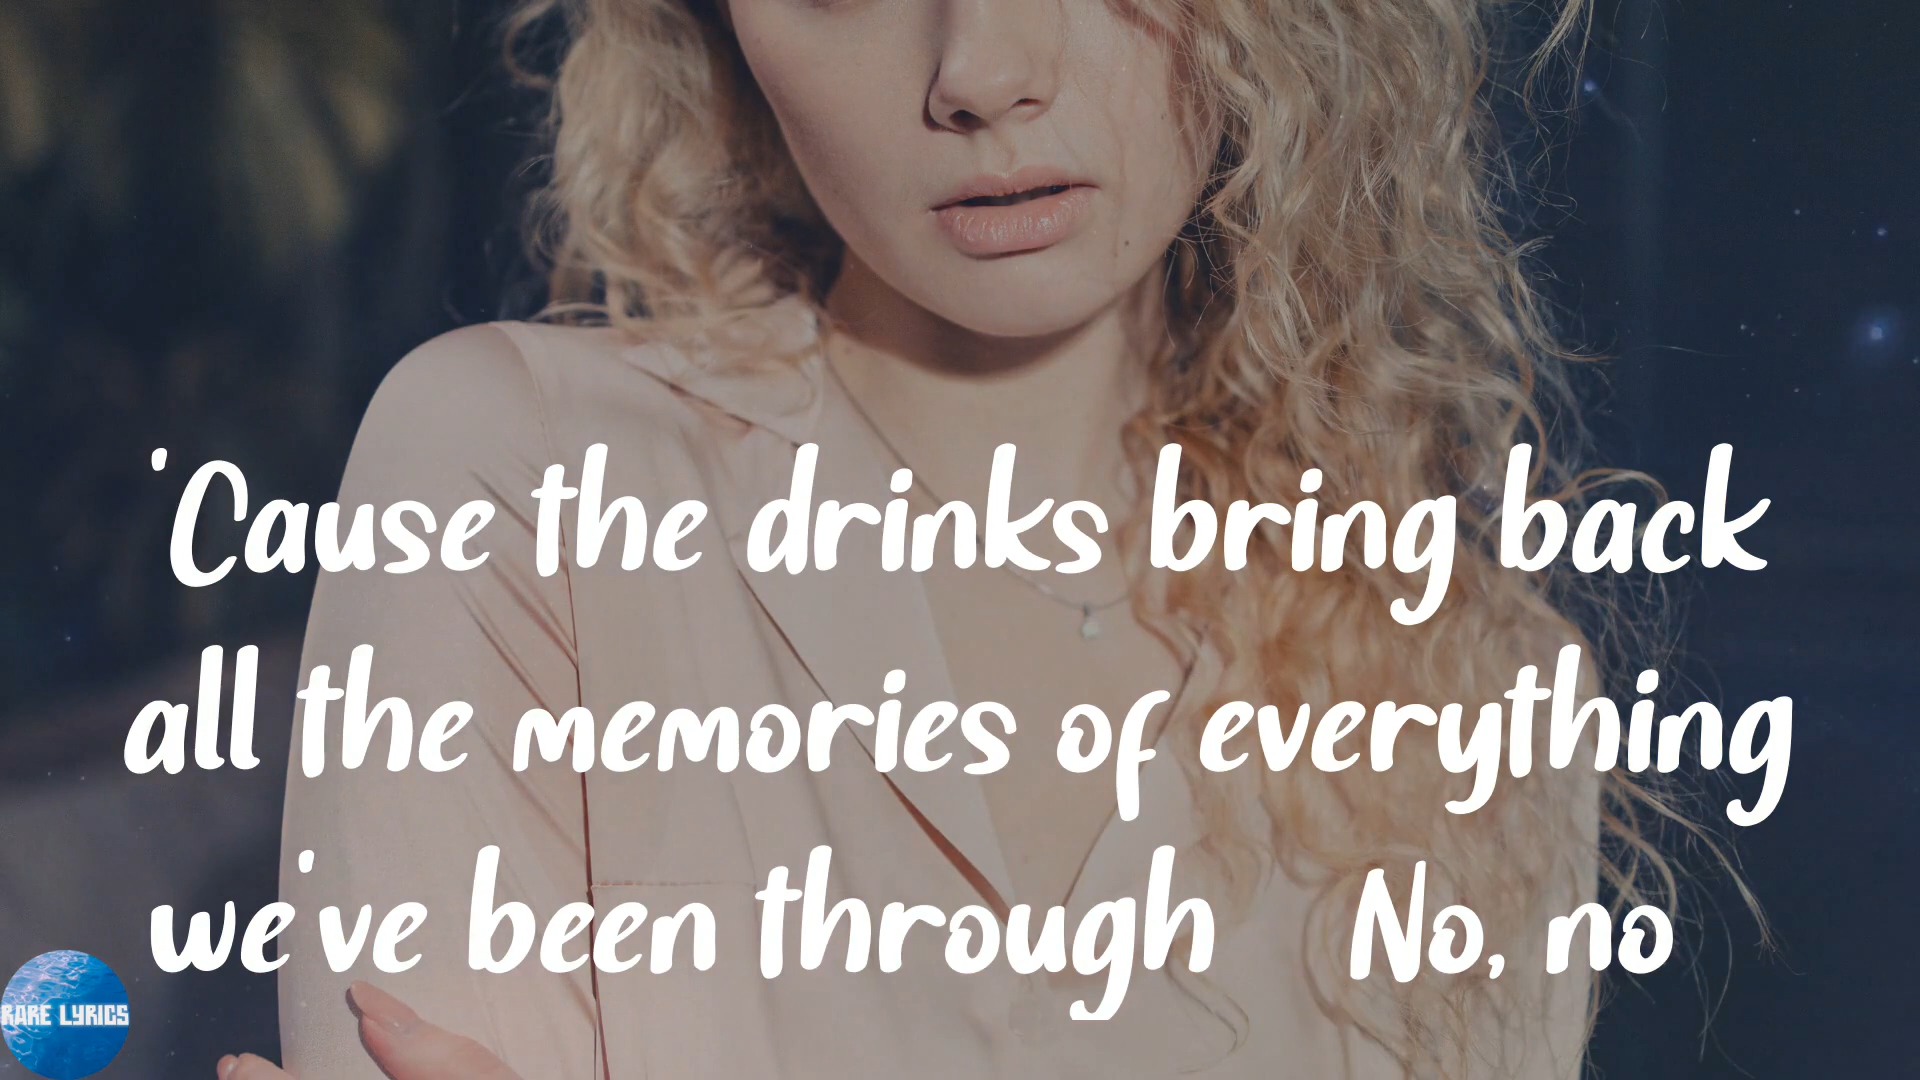 'Cause the drinks bring back
all the memories of everything
we've been through No, no
RARE LYRICS